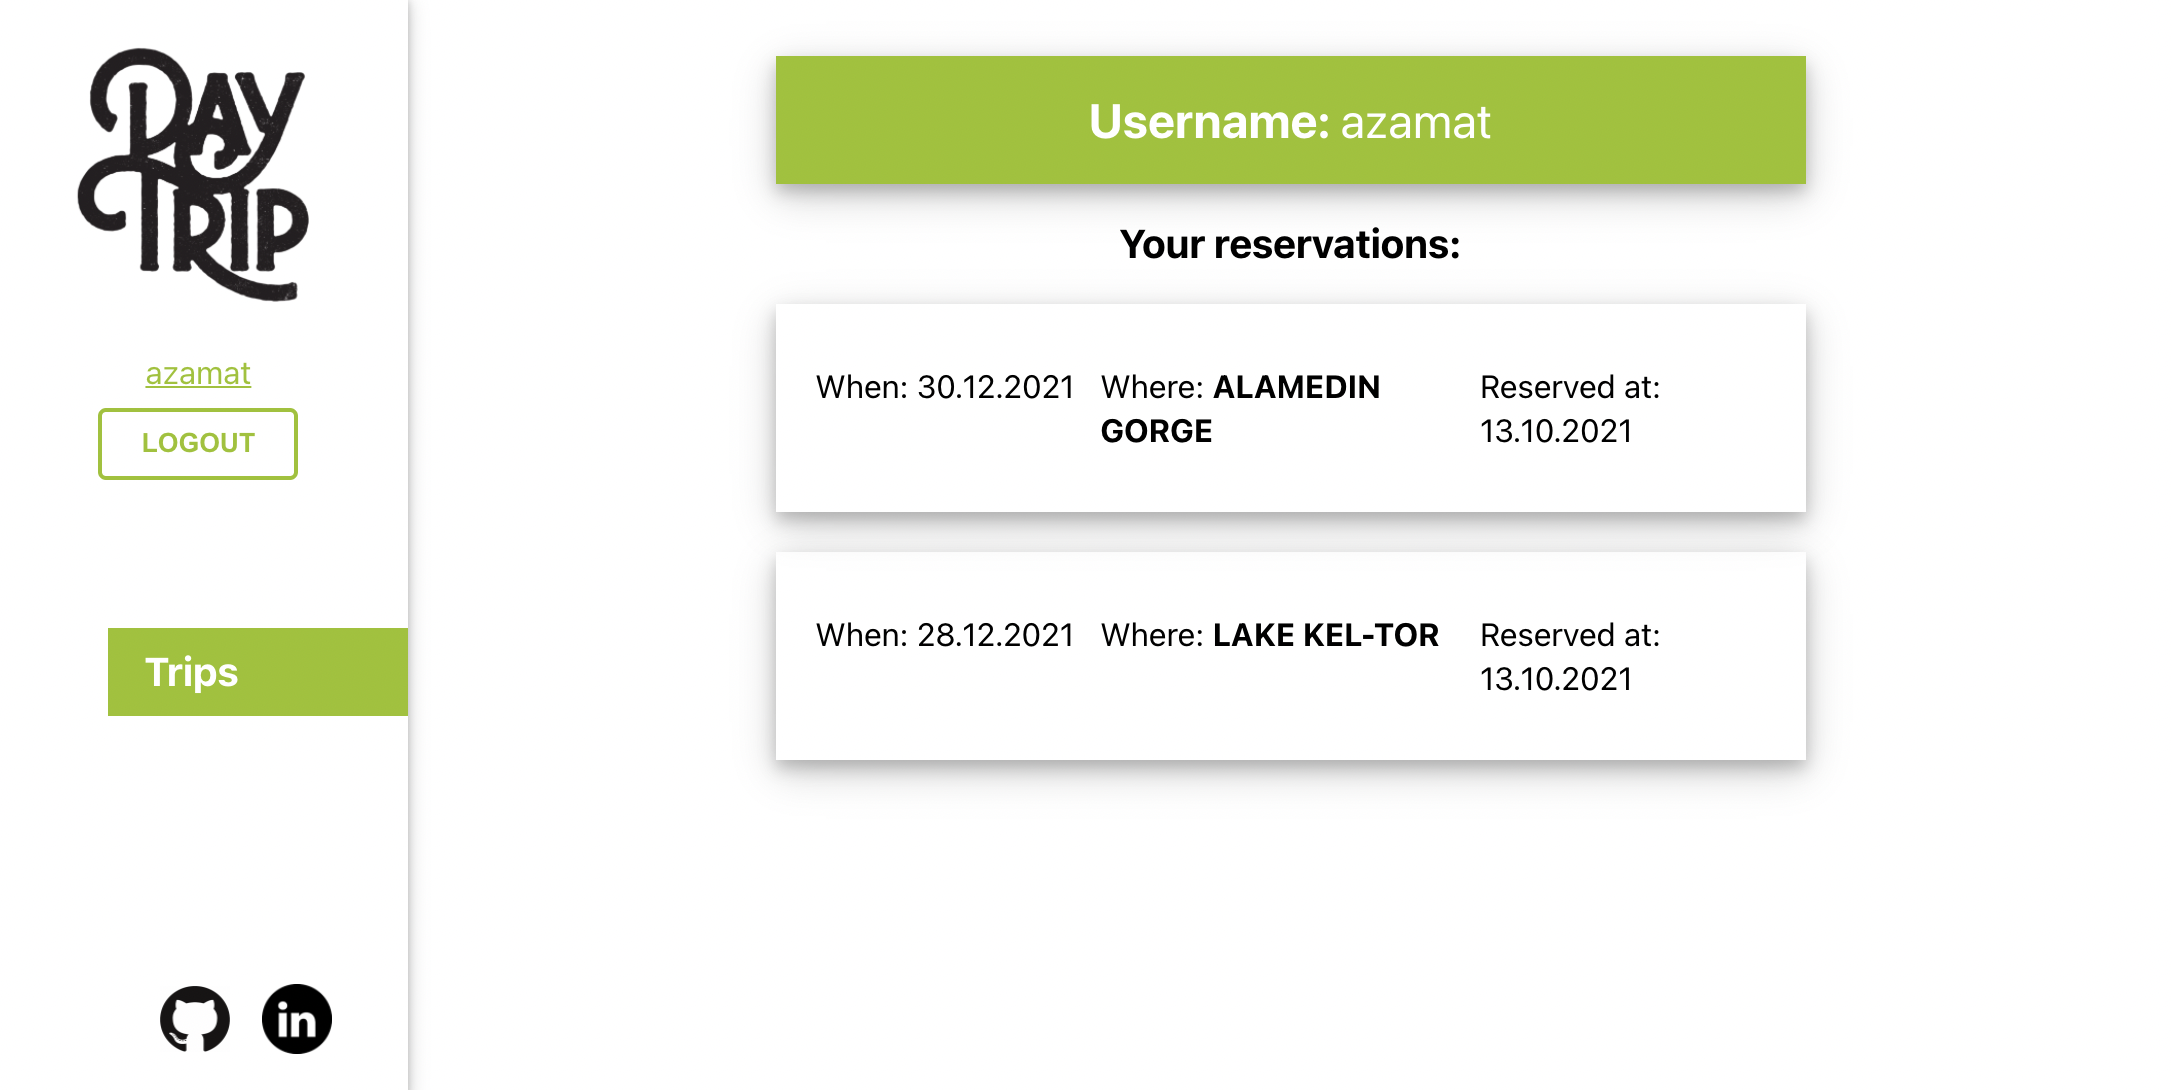 DAY
TRIP
azamat
LOGOUT
Trips
in
Username: azamat
Your reservations:
When: 30.12.2021
Where: ALAMEDIN
GORGE
Reserved at:
13.10.2021
When: 28.12.2021
Where: LAKE KEL-TOR
Reserved at:
13.10.2021